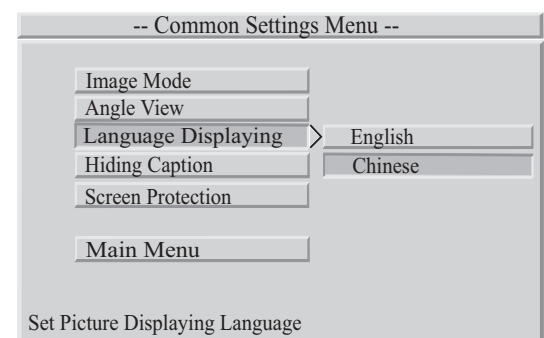 -- Common Settings Menu --
Image Mode
Angle View
Language Displaying
English
Hiding Caption
Chinese
Screen Protection
Main Menu
Set Picture Displaying Language